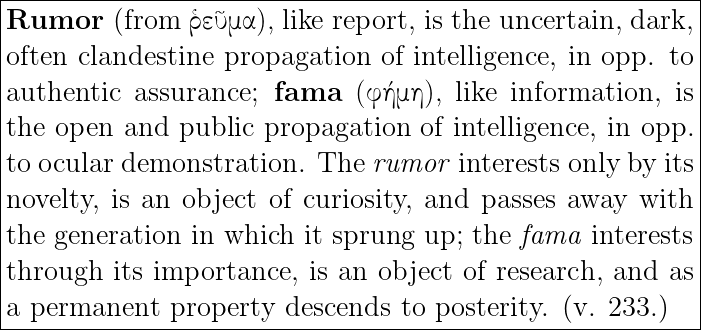 Rumor (from ῥεῦμα), like report, is the uncertain, dark,
often clandestine propagation of intelligence, in opp. to
authentic assurance; fama (φήμη), like information, is
the open and public propagation of intelligence, in opp.
to ocular demonstration. The rumor interests only by its
novelty, is an object of curiosity, and passes away with
the generation in which it sprung up; the fama interests
through its importance, is an object of research, and as
a permanent property descends to posterity. (v. 233.)